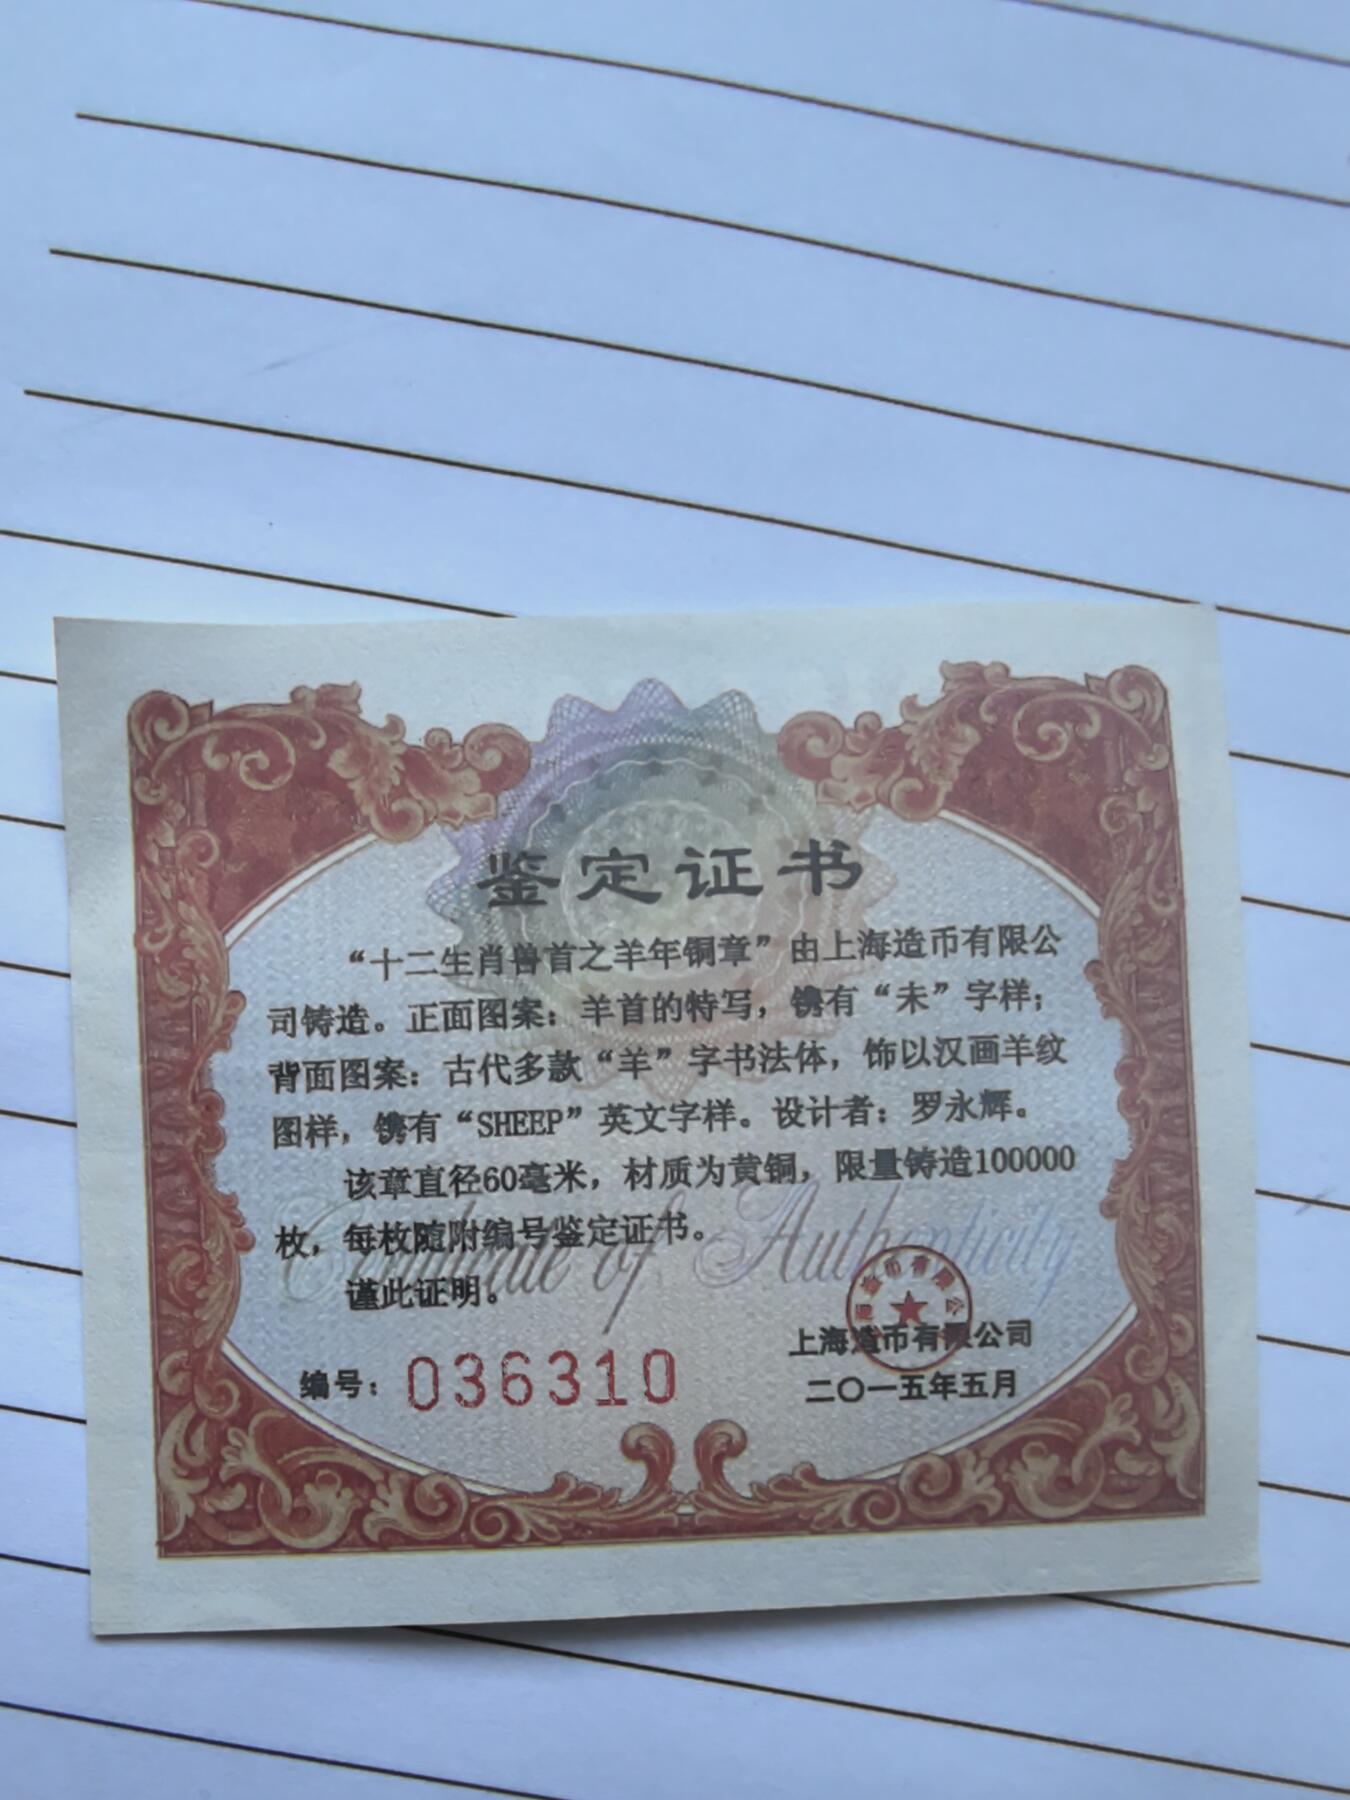 鉴定证书
“十二生肖兽首之羊年铜章”由上海造币有限公
司铸造。正面图案：羊首的特写，镌有“未”字样；
背面图案：古代多款“羊”字书法体，饰以汉画羊纹
图样，镌有“SHEEP”英文字样。设计者：罗永辉。
该章直径60毫米，材质为黄铜，限量铸造100000
枚，每枚随附编号鉴定证书。
谨此证明。
Certificate of Authenticity
上海造币有限公司
编号：036310
二〇一五年五月